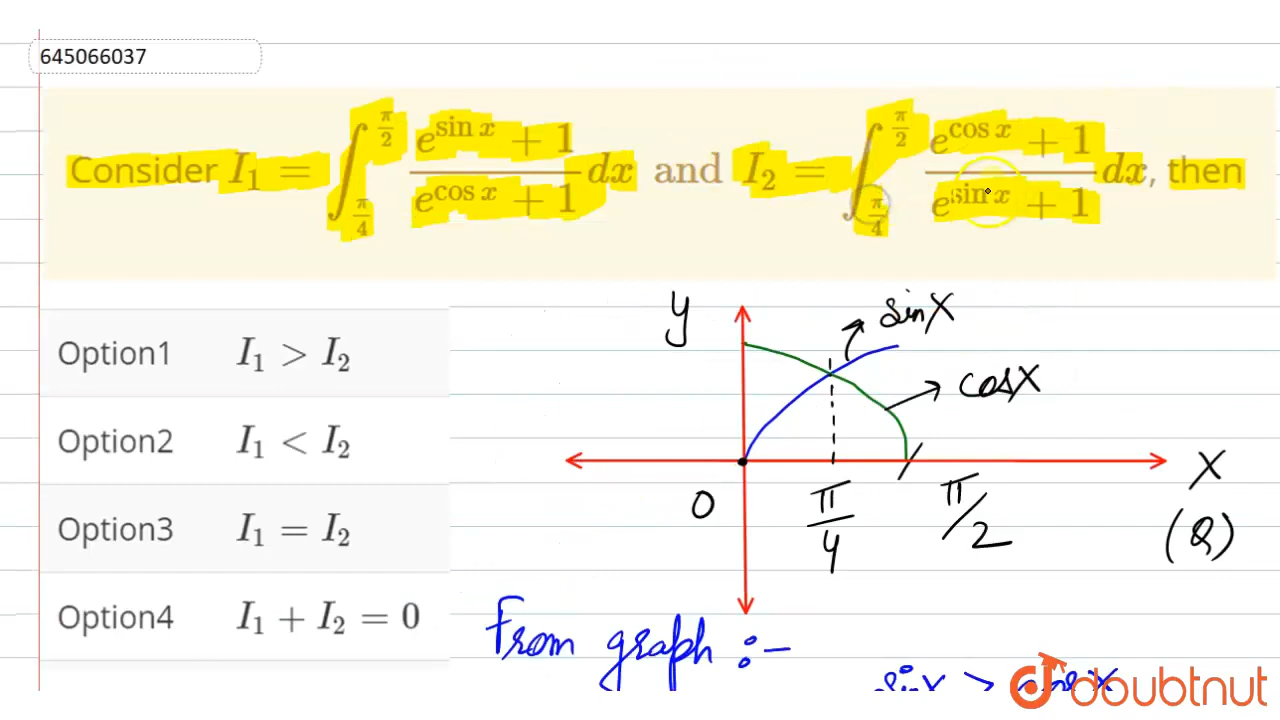 645066037
Consider I₁ = ∫_{π/4}^{π/2} (e^{sin x} + 1)/(e^{cos x} + 1) dx and I₂ = ∫_{π/4}^{π/2} (e^{cos x} + 1)/(e^{sin x} + 1) dx, then
Option1 I₁ > I₂
Option2 I₁ < I₂
Option3 I₁ = I₂
Option4 I₁ + I₂ = 0
y
sinx
cosx
O
π/4
π/2
X
From graph :-
sinx > cosx
doubtnut